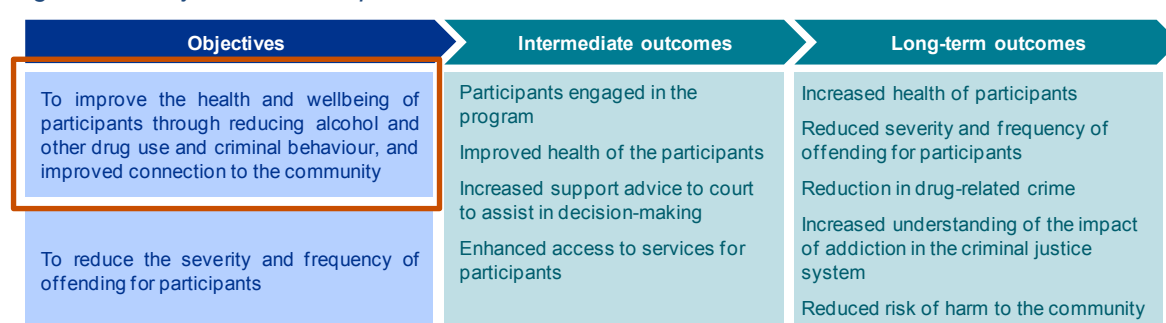 Objectives
Intermediate outcomes
Long-term outcomes
To improve the health and wellbeing of
participants through reducing alcohol and
other drug use and criminal behaviour, and
improved connection to the community
To reduce the severity and frequency of
offending for participants
Participants engaged in the
program
Improved health of the participants
Increased support advice to court
to assist in decision-making
Enhanced access to services for
participants
Increased health of participants
Reduced severity and frequency of
offending for participants
Reduction in drug-related crime
Increased understanding of the impact
of addiction in the criminal justice
system
Reduced risk of harm to the community